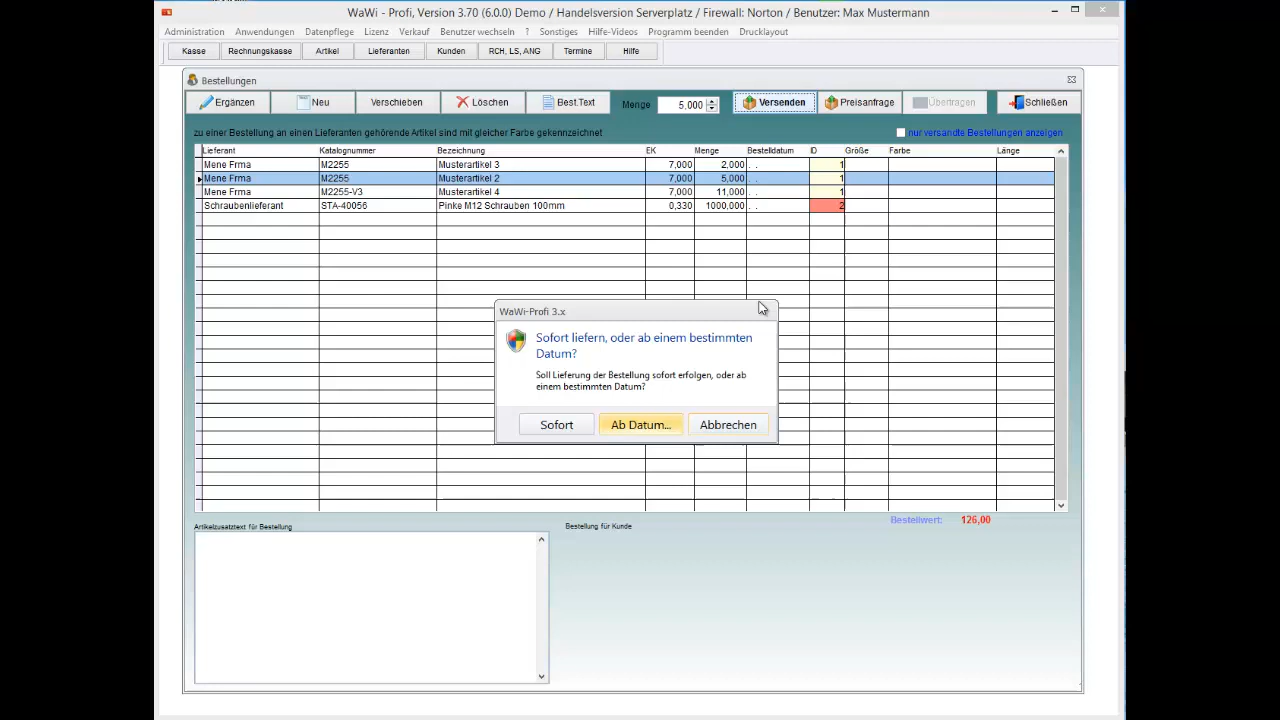 WaWi - Profi, Version 3.70 (6.0.0) Demo / Handelsversion Serverplatz / Firewall: Norton / Benutzer: Max Mustermann
Administration Anwendungen Datenpflege Lizenz Verkauf Benutzer wechseln ? Sonstiges Hilfe-Videos Programm beenden Drucklayout
Kasse Rechnungskasse Artikel Lieferanten Kunden RCH, LS, ANG Termine Hilfe
Bestellungen
Ergänzen Neu Verschieben Löschen Best.Text Menge 5,000 Versenden Preisanfrage Übertragen Schließen
zu einer Bestellung an einen Lieferanten gehörende Artikel sind mit gleicher Farbe gekennzeichnet nur versandte Bestellungen anzeigen
Lieferant Katalognummer Bezeichnung EK Menge Bestelldatum ID Größe Farbe Länge
Mene Frma M2255 Musterartikel 3 7,000 2,000 . . 1
Mene Frma M2255 Musterartikel 2 7,000 5,000 . . 1
Mene Frma M2255-V3 Musterartikel 4 7,000 11,000 . . 1
Schraubenlieferant STA-40056 Pinke M12 Schrauben 100mm 0,330 1000,000 . . 2
WaWi-Profi 3.x
Sofort liefern, oder ab einem bestimmten
Datum?
Soll Lieferung der Bestellung sofort erfolgen, oder ab
einem bestimmten Datum?
Sofort Ab Datum... Abbrechen
Bestellwert: 126,00
Artikelzusatztext für Bestellung Bestellung für Kunde